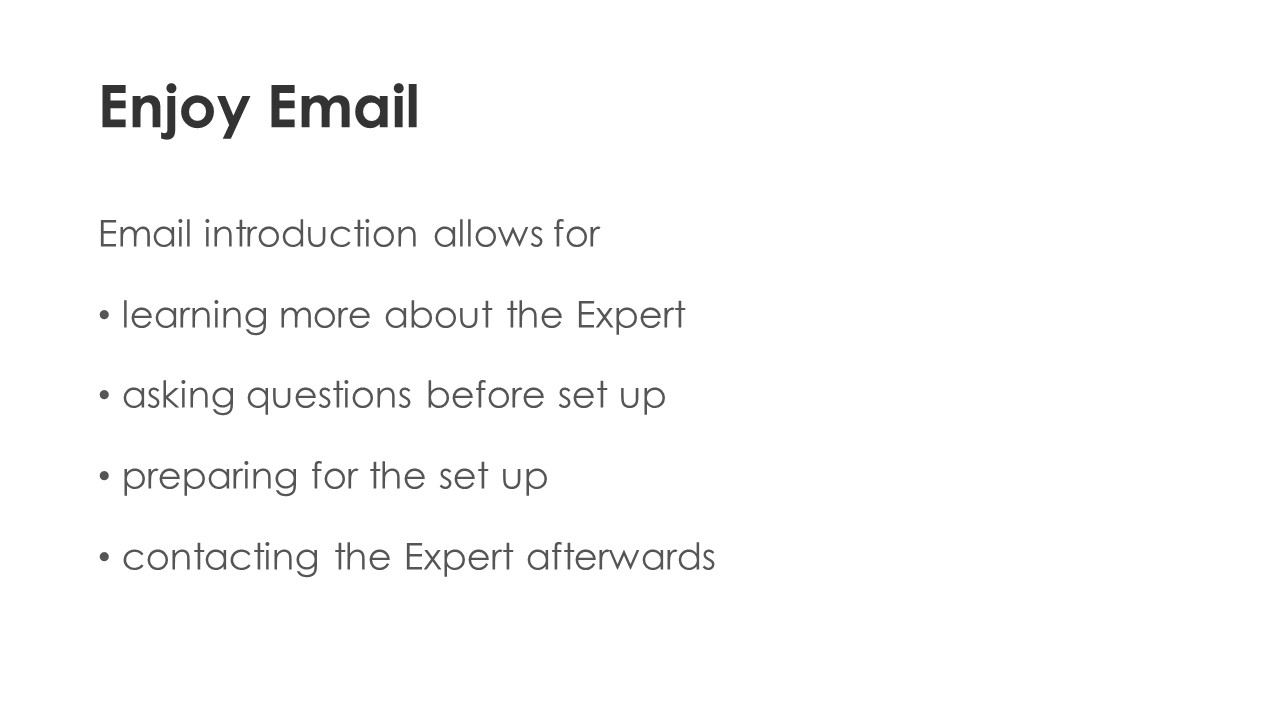 Enjoy Email
Email introduction allows for
• learning more about the Expert
• asking questions before set up
• preparing for the set up
• contacting the Expert afterwards